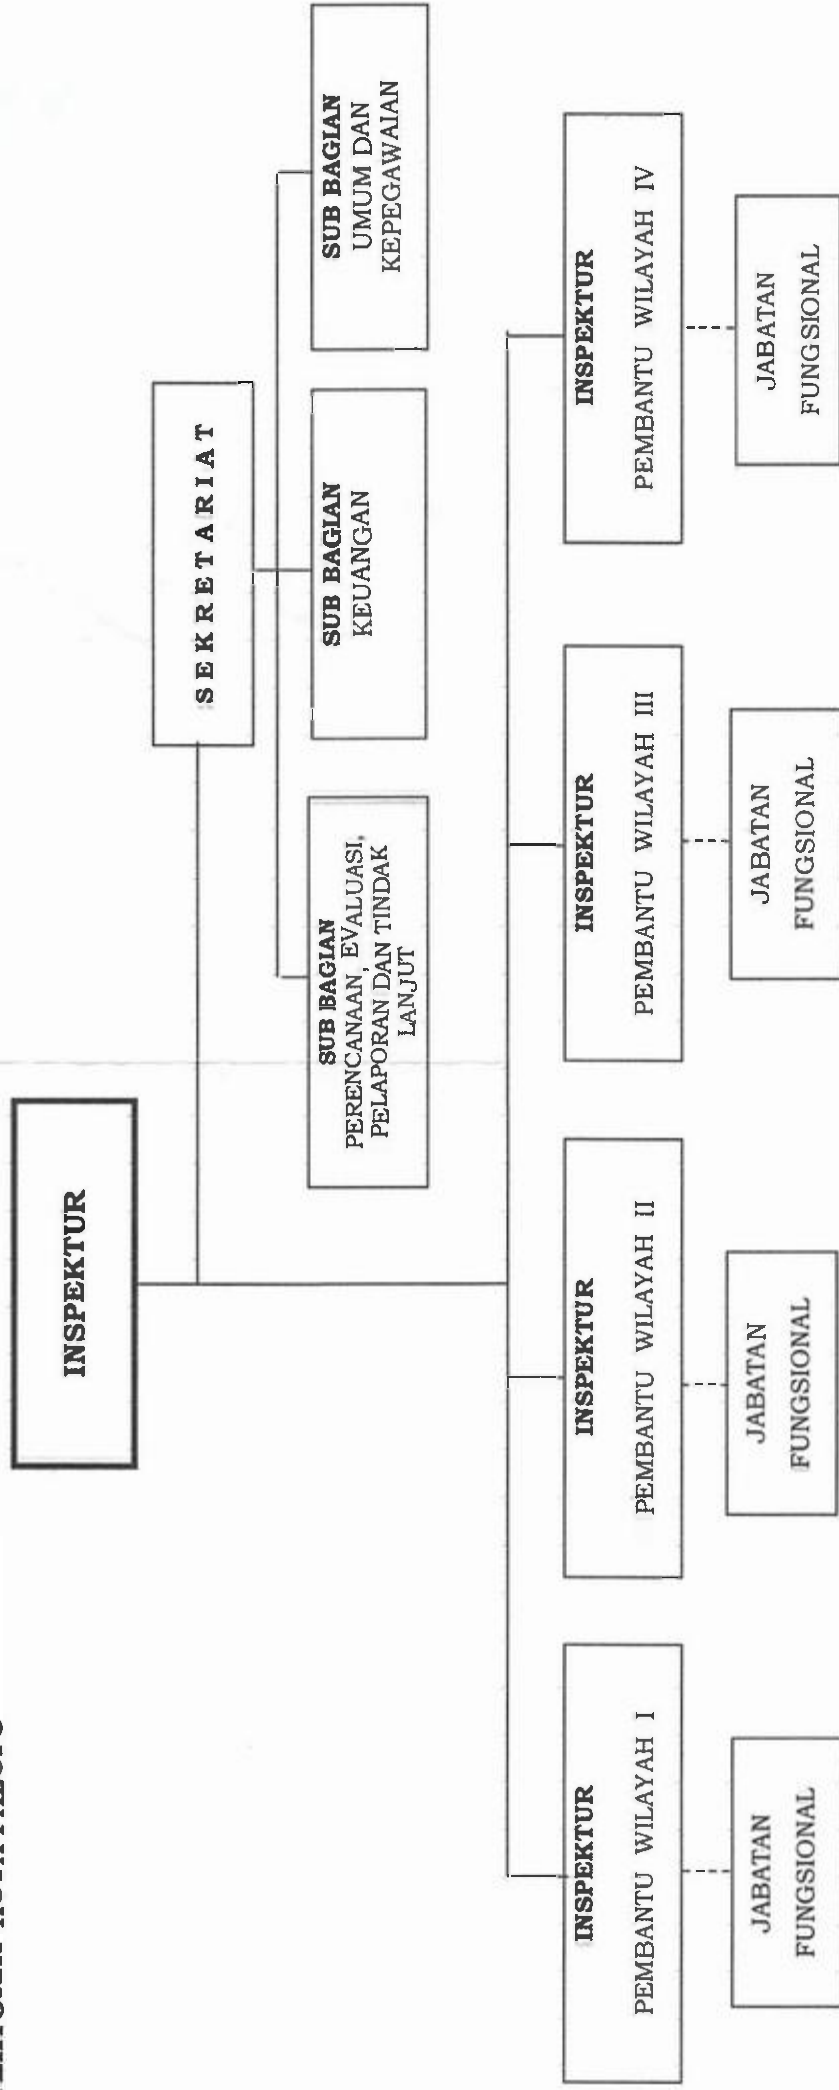 INSPEKTUR
SEKRETARIAT
SUB BAGIAN
PERENCANAAN, EVALUASI,
PELAPORAN DAN TINDAK
LANJUT
SUB BAGIAN
KEUANGAN
SUB BAGIAN
UMUM DAN
KEPEGAWAIAN
INSPEKTUR
PEMBANTU WILAYAH I
INSPEKTUR
PEMBANTU WILAYAH II
INSPEKTUR
PEMBANTU WILAYAH III
INSPEKTUR
PEMBANTU WILAYAH IV
JABATAN
FUNGSIONAL
JABATAN
FUNGSIONAL
JABATAN
FUNGSIONAL
JABATAN
FUNGSIONAL